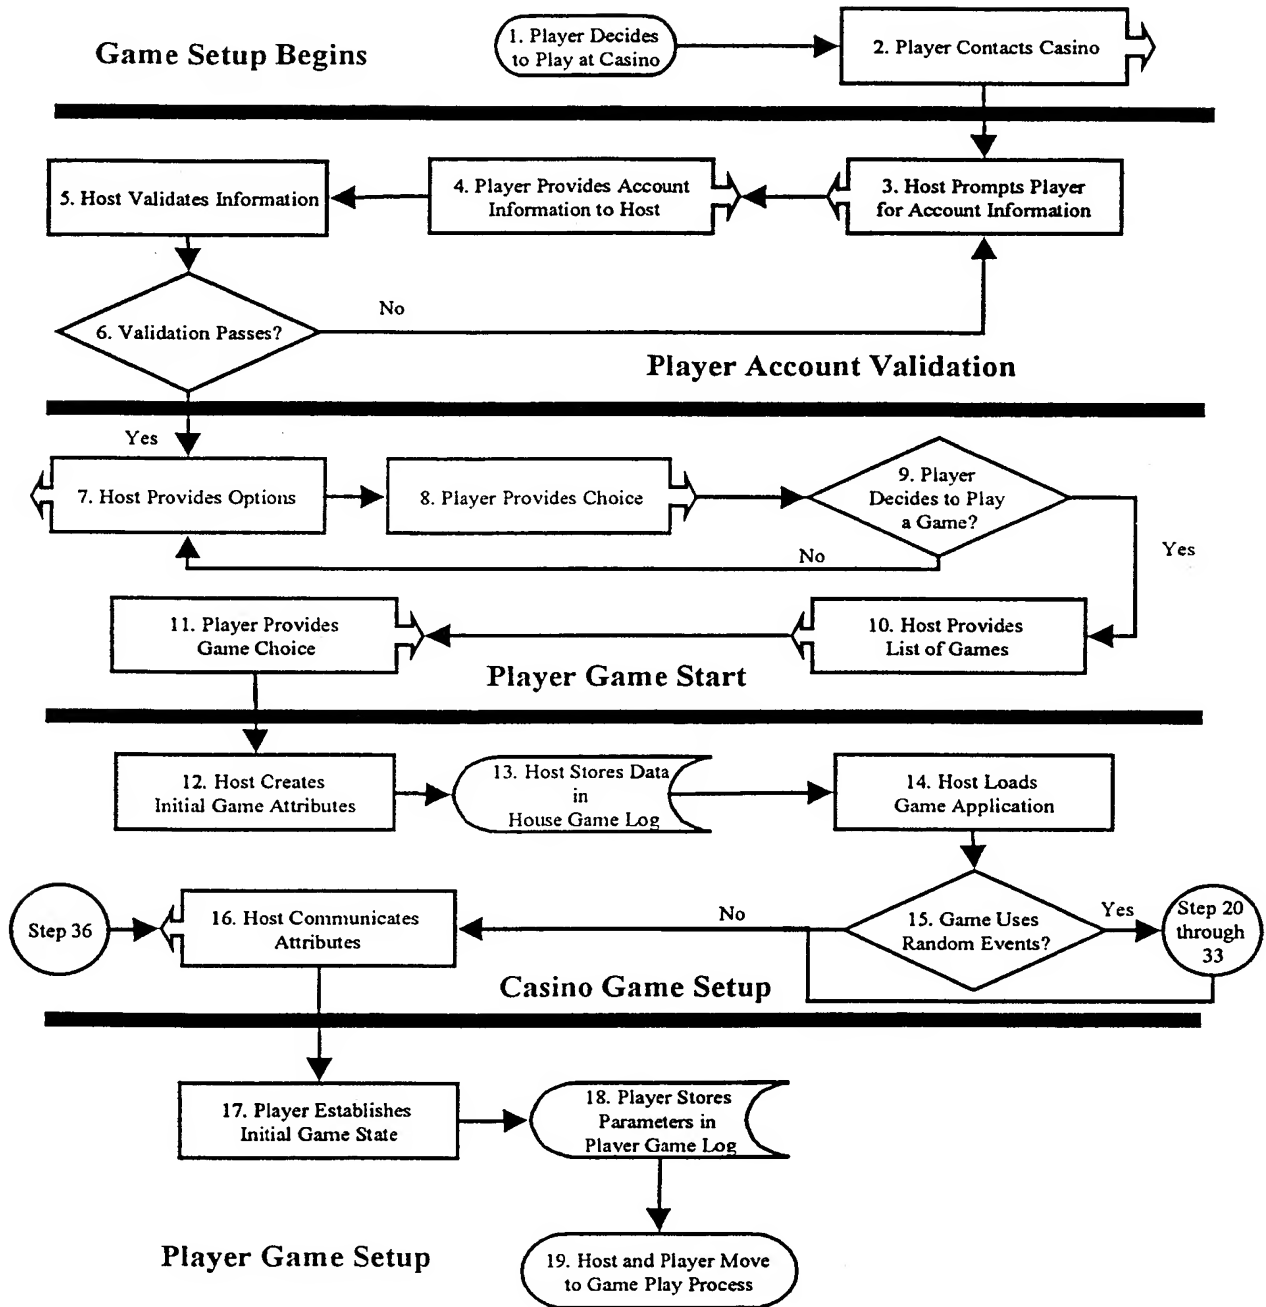 Game Setup Begins
1. Player Decides
to Play at Casino
2. Player Contacts Casino
5. Host Validates Information
4. Player Provides Account
Information to Host
3. Host Prompts Player
for Account Information
6. Validation Passes?
No
Player Account Validation
Yes
7. Host Provides Options
8. Player Provides Choice
9. Player
Decides to Play
a Game?
No
Yes
11. Player Provides
Game Choice
10. Host Provides
List of Games
Player Game Start
12. Host Creates
Initial Game Attributes
13. Host Stores Data
in
House Game Log
14. Host Loads
Game Application
Step 36
16. Host Communicates
Attributes
No
15. Game Uses
Random Events?
Yes
Step 20
through
33
Casino Game Setup
17. Player Establishes
Initial Game State
18. Player Stores
Parameters in
Player Game Log
Player Game Setup
19. Host and Player Move
to Game Play Process